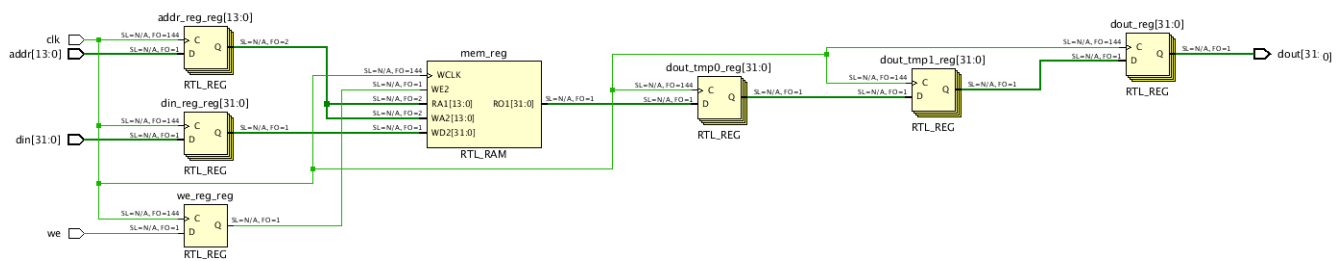 addr_reg_reg[13:0]
clk
SL=N/A, FO=144
C
addr[13:0]
SL=N/A, FO=1
D
Q
SL=N/A, FO=2
RTL_REG
din_reg_reg[31:0]
SL=N/A, FO=144
C
din[31:0]
SL=N/A, FO=1
D
Q
SL=N/A, FO=1
RTL_REG
we_reg_reg
SL=N/A, FO=144
C
we
SL=N/A, FO=1
D
Q
SL=N/A, FO=1
RTL_REG
mem_reg
SL=N/A, FO=144
WCLK
SL=N/A, FO=1
WE2
SL=N/A, FO=2
RA1[13:0]
RO1[31:0]
SL=N/A, FO=1
SL=N/A, FO=2
WA2[13:0]
SL=N/A, FO=1
WD2[31:0]
RTL_RAM
dout_tmp0_reg[31:0]
SL=N/A, FO=144
C
SL=N/A, FO=1
D
Q
SL=N/A, FO=1
RTL_REG
dout_tmp1_reg[31:0]
SL=N/A, FO=144
C
SL=N/A, FO=1
D
Q
SL=N/A, FO=1
RTL_REG
dout_reg[31:0]
SL=N/A, FO=144
C
SL=N/A, FO=1
D
Q
SL=N/A, FO=1
RTL_REG
dout[31:0]